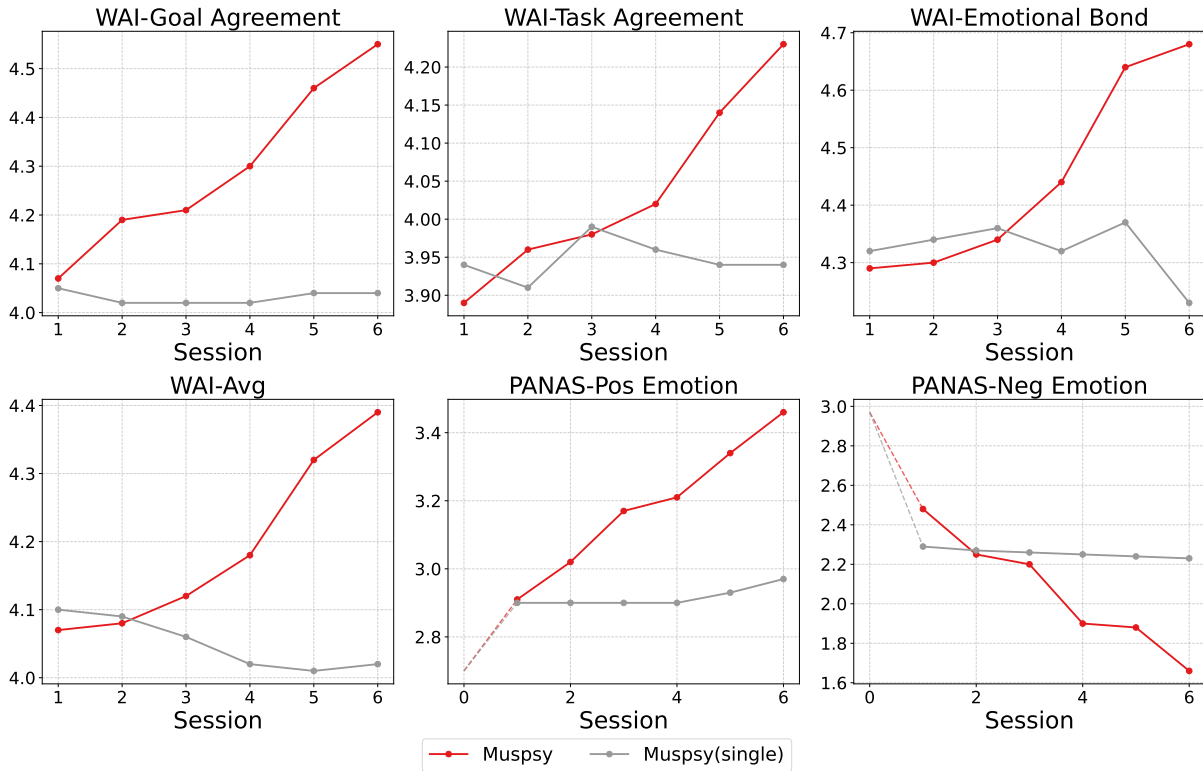 WAI-Goal Agreement
4.5
4.4
4.3
4.2
4.1
4.0
1 2 3 4 5 6
Session
WAI-Task Agreement
4.20
4.15
4.10
4.05
4.00
3.95
3.90
1 2 3 4 5 6
Session
WAI-Emotional Bond
4.7
4.6
4.5
4.4
4.3
1 2 3 4 5 6
Session
WAI-Avg
4.4
4.3
4.2
4.1
4.0
1 2 3 4 5 6
Session
PANAS-Pos Emotion
3.4
3.2
3.0
2.8
0 2 4 6
Session
PANAS-Neg Emotion
3.0
2.8
2.6
2.4
2.2
2.0
1.8
1.6
0 2 4 6
Session
Muspsy Muspsy(single)